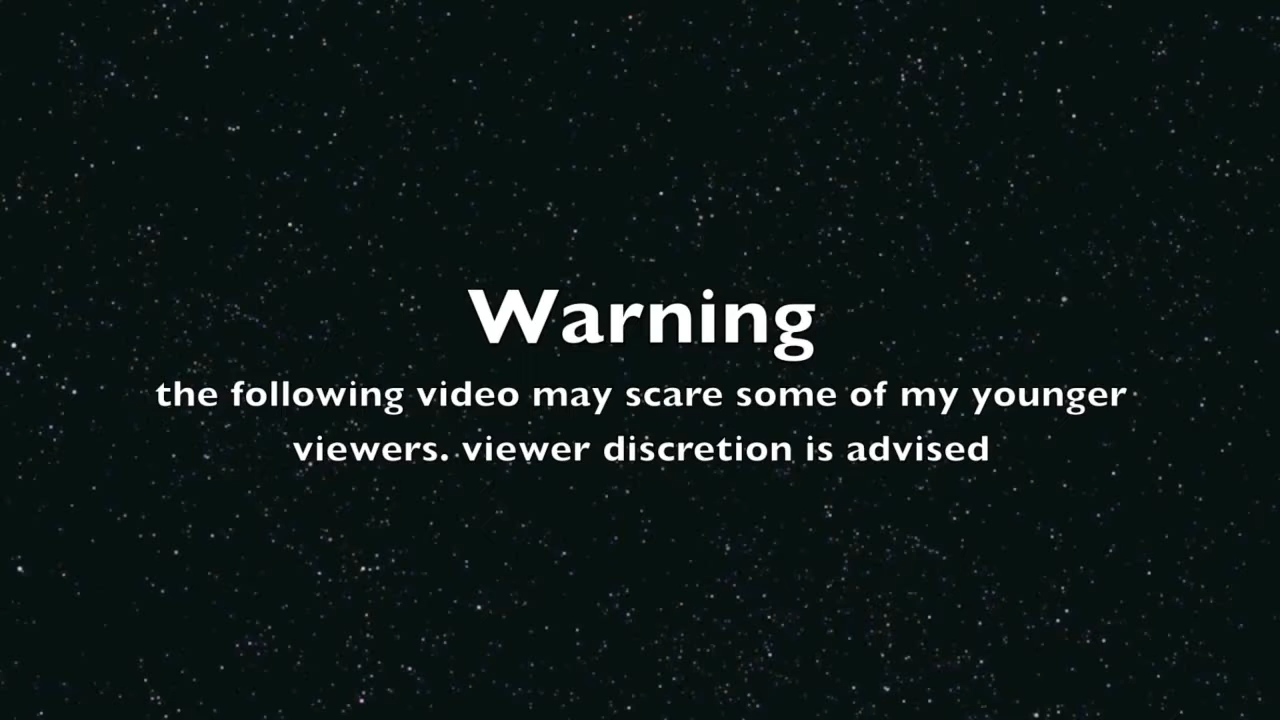 Warning
the following video may scare some of my younger
viewers. viewer discretion is advised